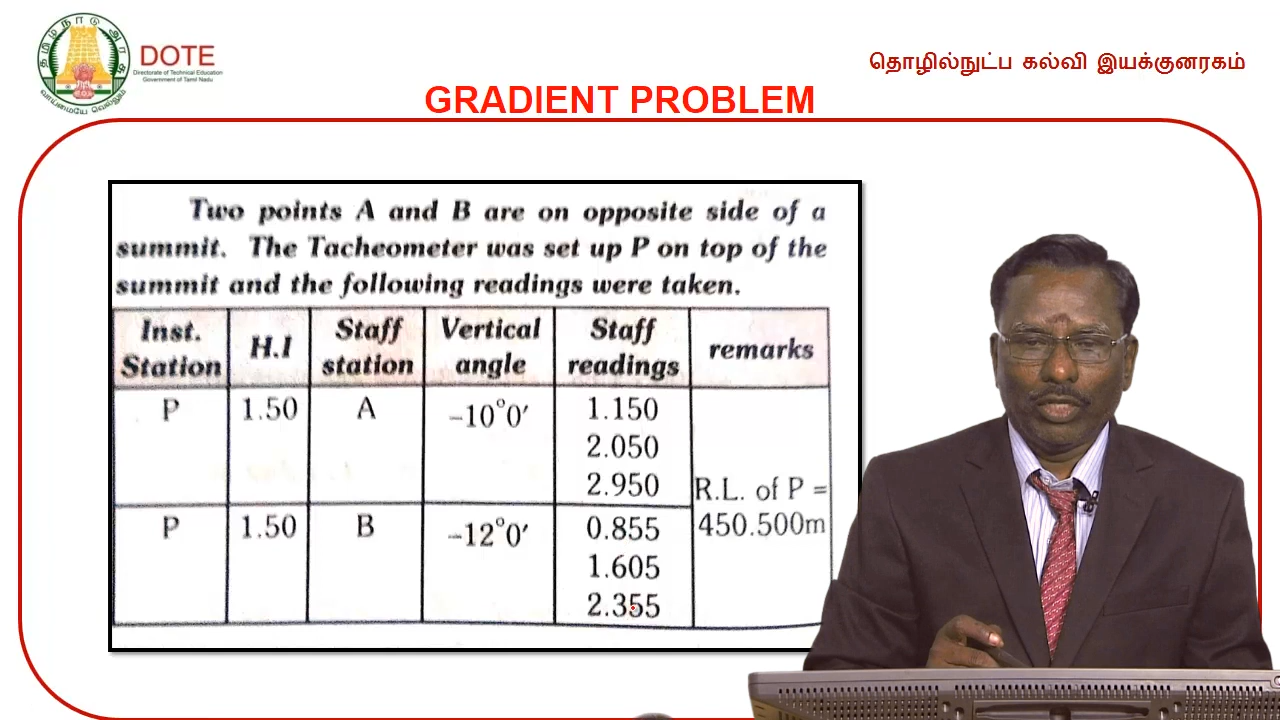 தமிழ்நாடு அரசு
வாய்மையே வெல்லும்
DOTE
Directorate of Technical Education
Government of Tamil Nadu
தொழில்நுட்ப கல்வி இயக்குனரகம்
GRADIENT PROBLEM
Two points A and B are on opposite side of a
summit. The Tacheometer was set up P on top of the
summit and the following readings were taken.
Inst. Station H.I Staff station Vertical angle Staff readings remarks
P 1.50 A -10°0′ 1.150
2.050
2.950
R.L. of P =
450.500m
P 1.50 B -12°0′ 0.855
1.605
2.355